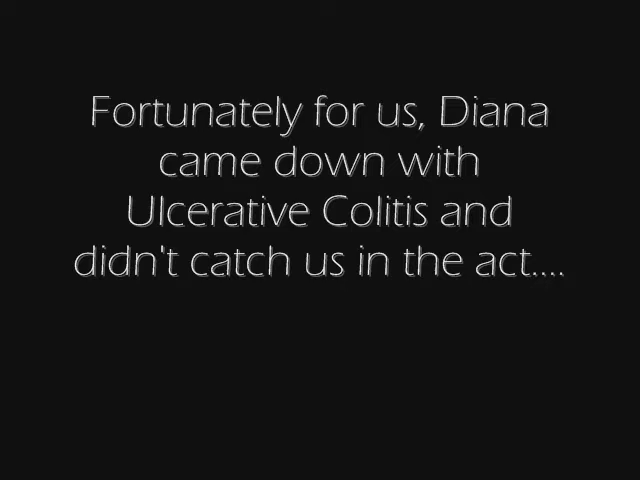 Fortunately for us, Diana
came down with
Ulcerative Colitis and
didn't catch us in the act....